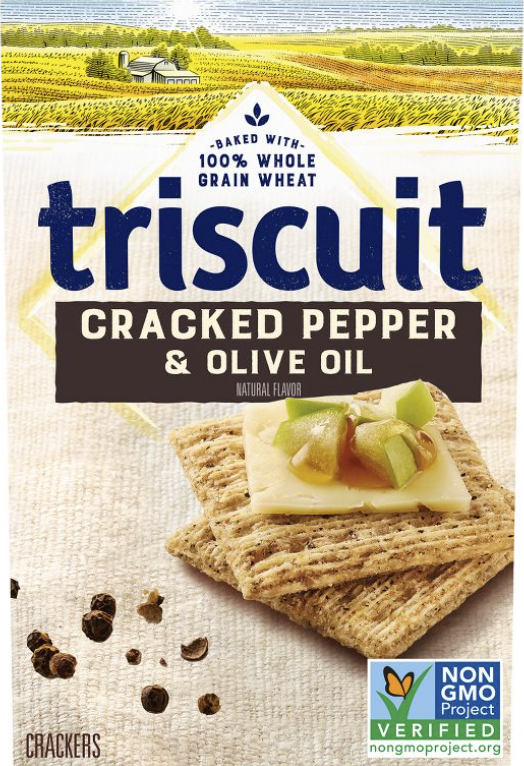 -BAKED WITH-
100% WHOLE
GRAIN WHEAT
triscuit
CRACKED PEPPER
& OLIVE OIL
NATURAL FLAVOR
NON
GMO
Project
VERIFIED
nongmoproject.org
CRACKERS